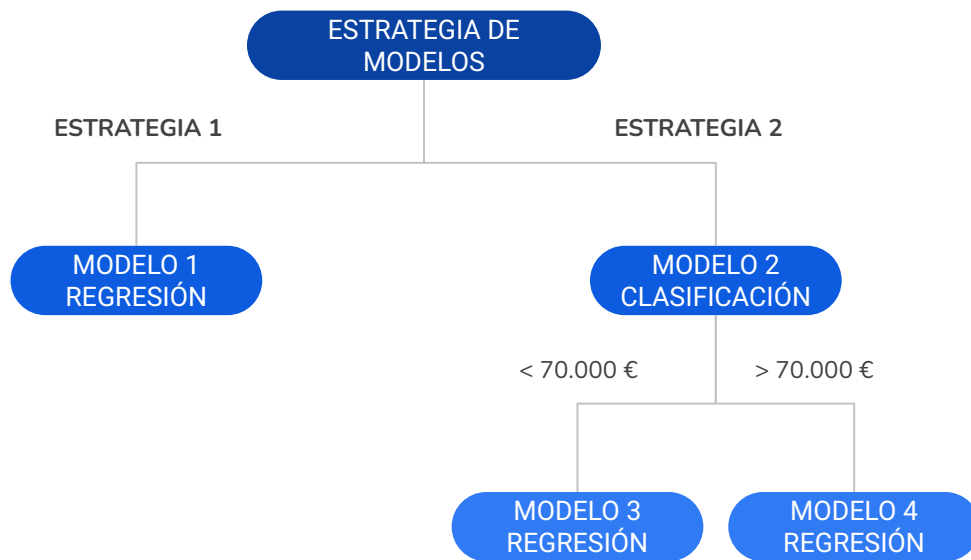 ESTRATEGIA DE
MODELOS
ESTRATEGIA 1
ESTRATEGIA 2
MODELO 1
REGRESIÓN
MODELO 2
CLASIFICACIÓN
< 70.000 €
> 70.000 €
MODELO 3
REGRESIÓN
MODELO 4
REGRESIÓN